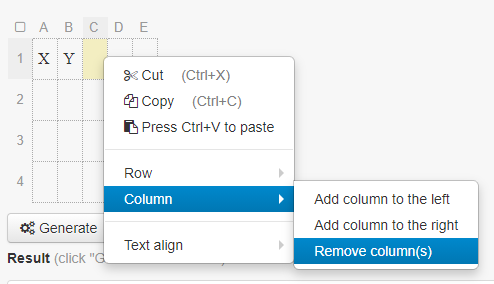 A B C D E
1 X Y
2
3
4
Cut (Ctrl+X)
Copy (Ctrl+C)
Press Ctrl+V to paste
Row
Column
Text align
Add column to the left
Add column to the right
Remove column(s)
Generate
Result (click "G